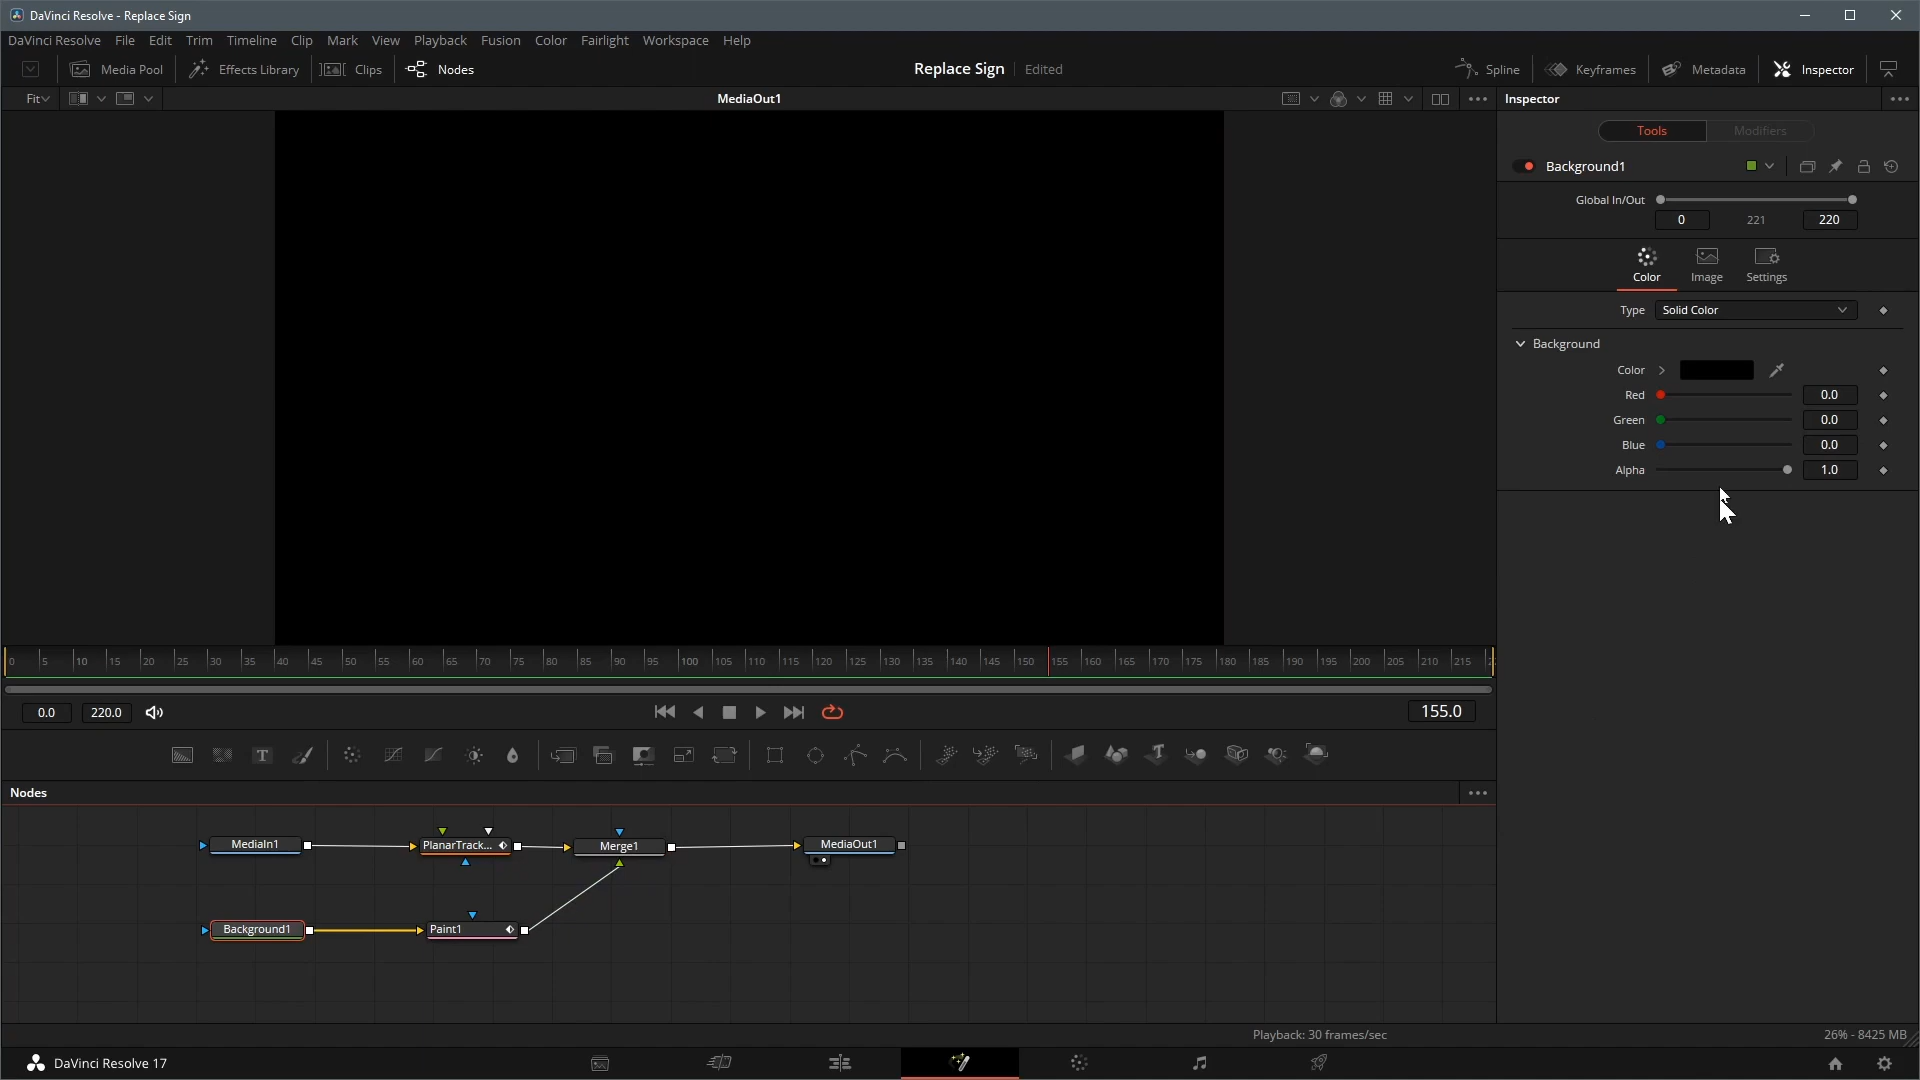 DaVinci Resolve - Replace Sign
DaVinci Resolve File Edit Trim Timeline Clip Mark View Playback Fusion Color Fairlight Workspace Help
Media Pool Effects Library Clips Nodes Replace Sign Edited Spline Keyframes Metadata Inspector
Fit MediaOut1 Inspector
Tools Modifiers
Background1
Global In/Out
0 221 220
Color Image Settings
Type Solid Color
Background
Color
Red 0.0
Green 0.0
Blue 0.0
Alpha 1.0
0 5 10 15 20 25 30 35 40 45 50 55 60 65 70 75 80 85 90 95 100 105 110 115 120 125 130 135 140 145 150 155 160 165 170 175 180 185 190 195 200 205 210 215
0.0 220.0 155.0
T
Nodes
MediaIn1 PlanarTrack... Merge1 MediaOut1
Background1 Paint1
Playback: 30 frames/sec 26% - 8425 MB
DaVinci Resolve 17